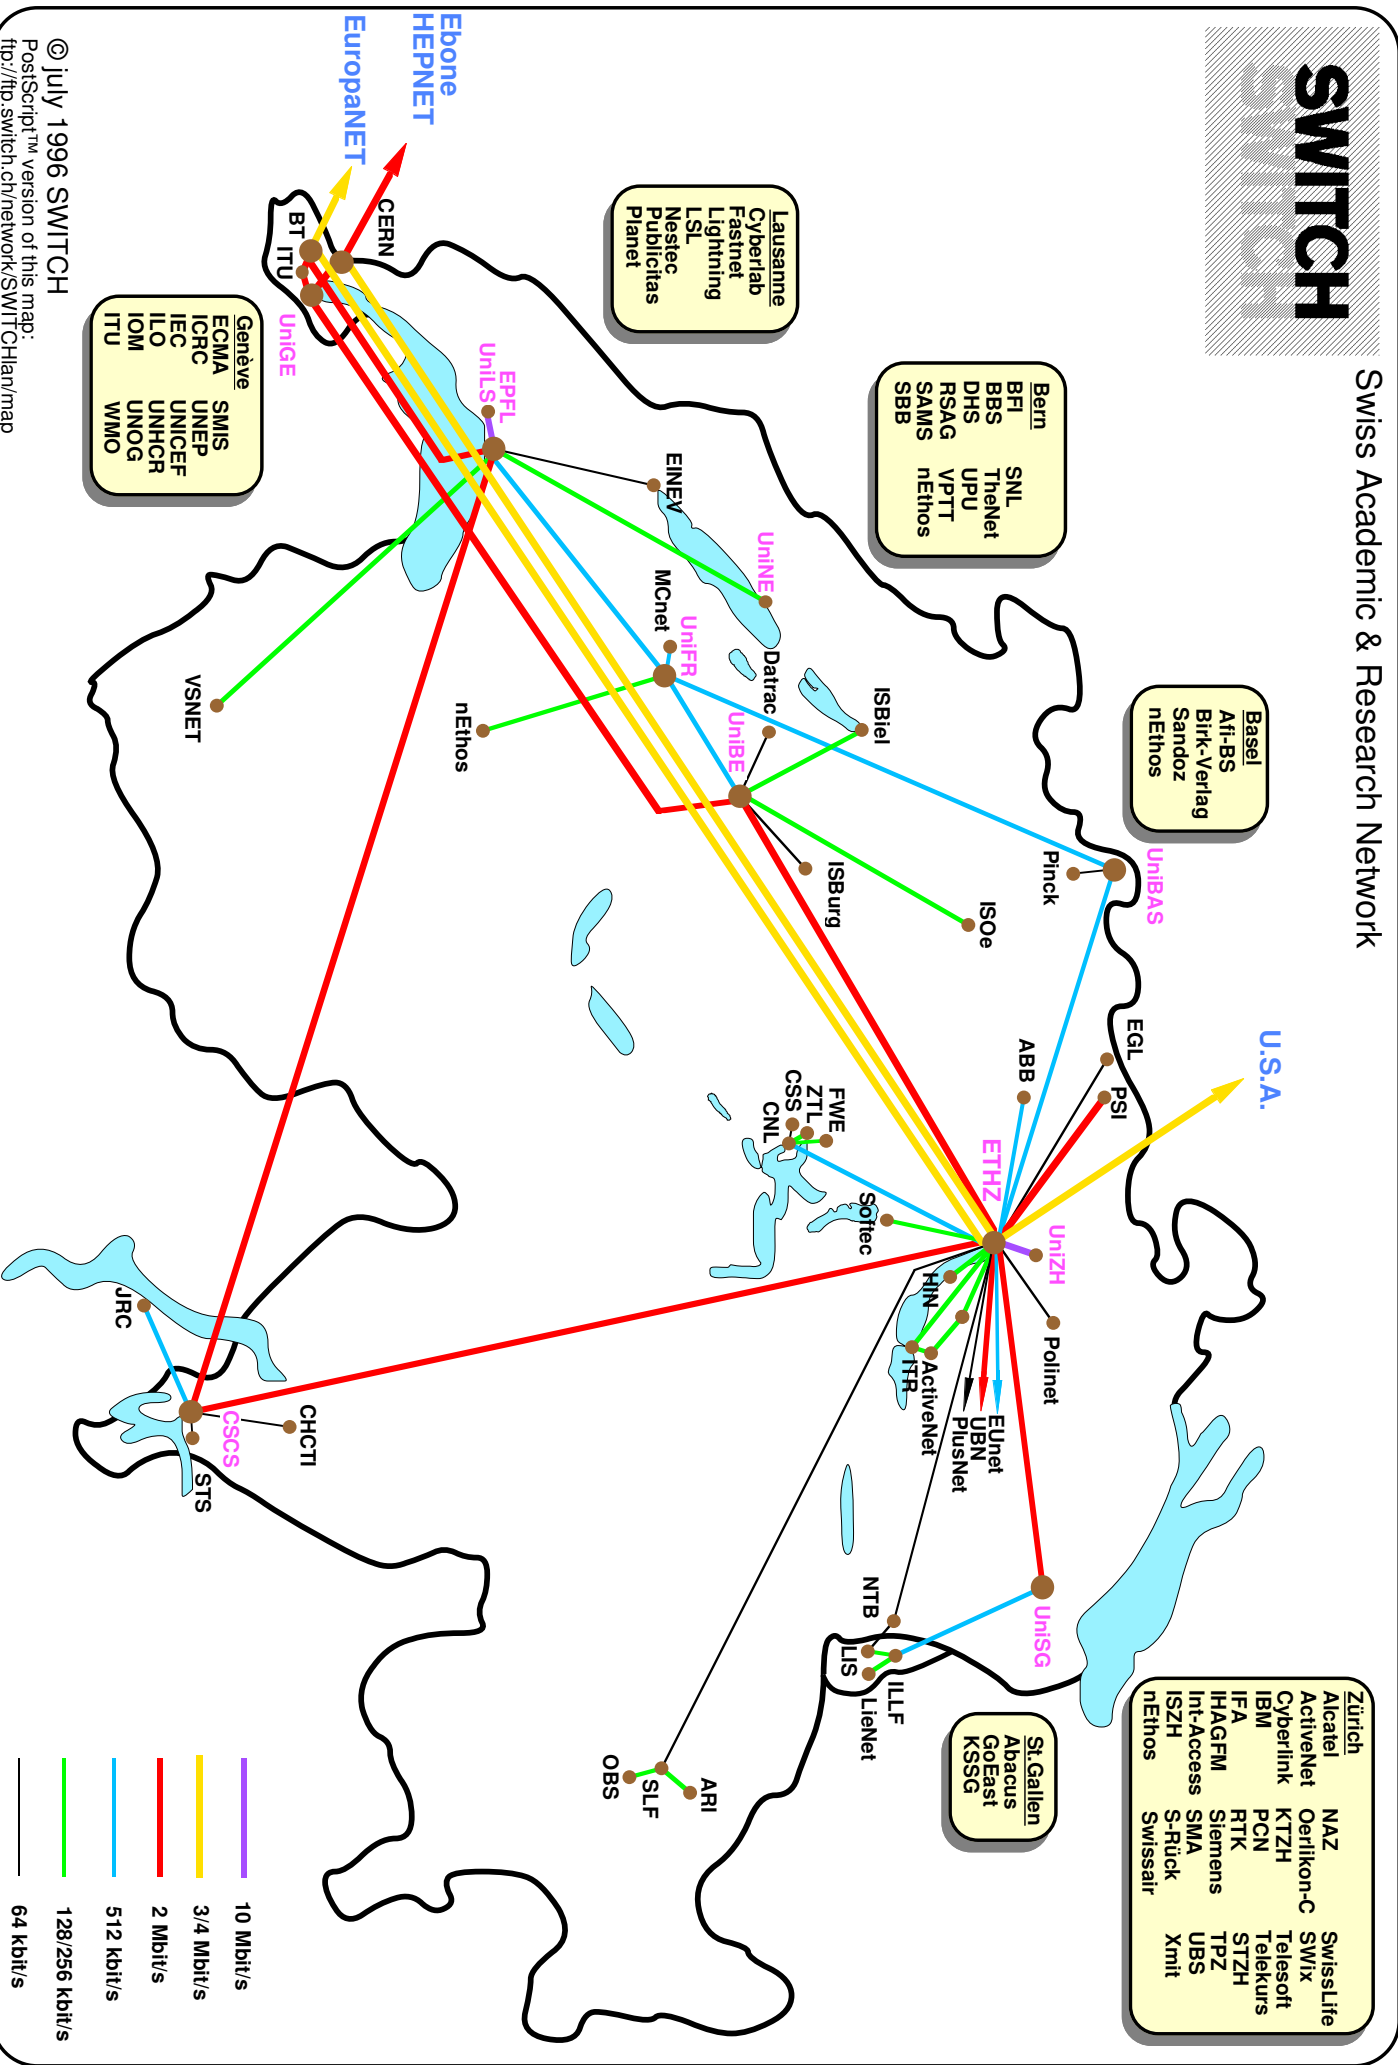 SWITCH
SWITCH
Swiss Academic & Research Network
U.S.A.
Basel
Afi-BS
Birk-Verlag
Sandoz
nEthos
Bern
BFI SNL
BBS TheNet
DHS UPU
RSAG VPTT
SAMS nEthos
SBB
Lausanne
Cyberlab
Fastnet
Lightning
LSL
Nestec
Publicitas
Planet
Zürich
Alcatel NAZ SwissLife
ActiveNet Oerlikon-C SWix
Cyberlink KTZH Telesoft
IBM PCN Telekurs
IFA RTK STZH
IHAGFM Siemens TPZ
Int-Access SMA UBS
ISZH S-Rück Xmit
nEthos Swissair
St.Gallen
Abacus
GoEast
KSSG
Genève
ECMA SMIS
ICRC UNEP
IEC UNICEF
ILO UNHCR
IOM UNOG
ITU WMO
Ebone
HEPNET
EuropaNET
CERN
BT
ITU
UniGE
EPFL
UniLS
EINEV
UniNE
MCnet
UniFR
Datrac
UniBE
ISBiel
ISBurg
ISOe
Pinck
UniBAS
EGL
PSI
ABB
ETHZ
UniZH
Polinet
FWE
ZTL
CSS
CNL
Softec
HIN
ITR
ActiveNet
EUnet
UBN
PlusNet
UniSG
NTB
LIS
ILLF
LieNet
ARI
SLF
OBS
VSNET
nEthos
JRC
CSCS
CHCTI
STS
10 Mbit/s
3/4 Mbit/s
2 Mbit/s
512 kbit/s
128/256 kbit/s
64 kbit/s
© july 1996 SWITCH
PostScript™ version of this map:
ftp://ftp.switch.ch/network/SWITCHlan/map